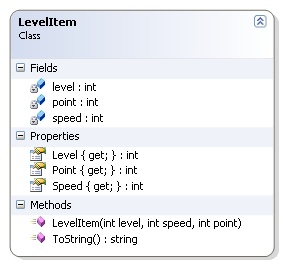 LevelItem
Class
Fields
level : int
point : int
speed : int
Properties
Level { get; } : int
Point { get; } : int
Speed { get; } : int
Methods
LevelItem(int level, int speed, int point)
ToString() : string